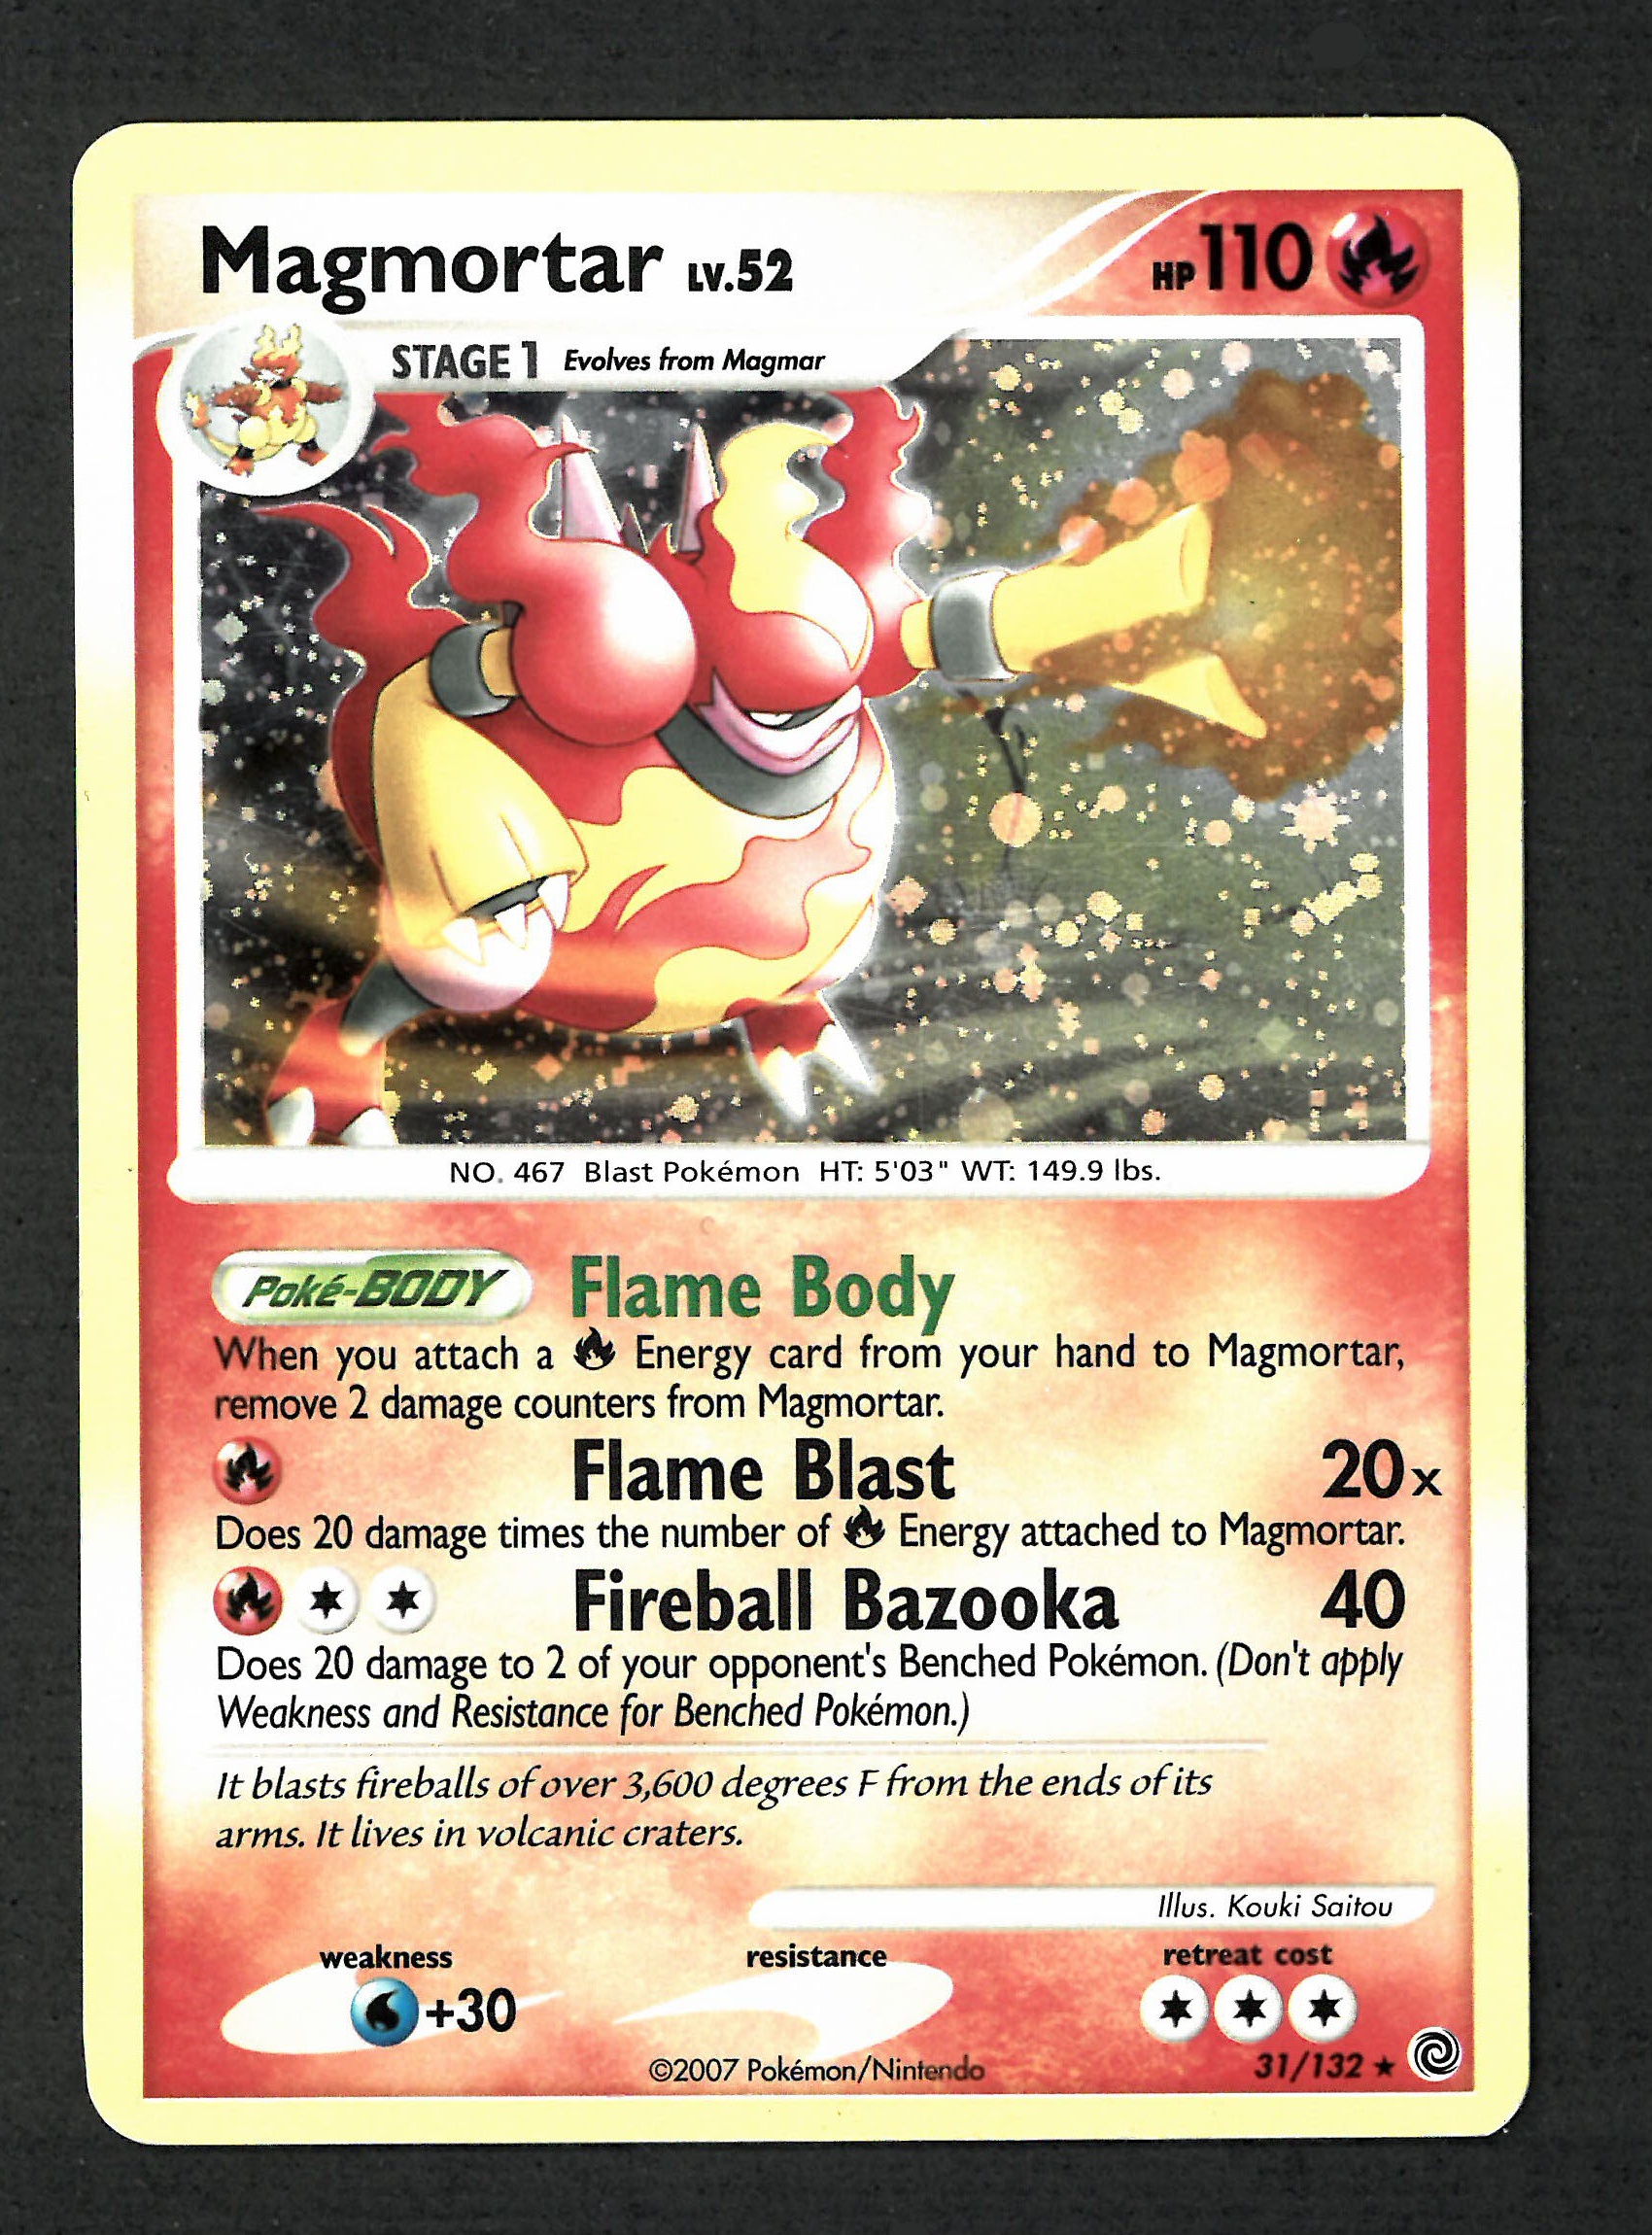 Magmortar LV.52 HP 110
STAGE 1 Evolves from Magmar
NO. 467 Blast Pokémon HT: 5'03" WT: 149.9 lbs.
Poké-BODY Flame Body
When you attach a Energy card from your hand to Magmortar,
remove 2 damage counters from Magmortar.
Flame Blast 20x
Does 20 damage times the number of Energy attached to Magmortar.
Fireball Bazooka 40
Does 20 damage to 2 of your opponent's Benched Pokémon. (Don't apply
Weakness and Resistance for Benched Pokémon.)
It blasts fireballs of over 3,600 degrees F from the ends of its
arms. It lives in volcanic craters.
Illus. Kouki Saitou
weakness resistance retreat cost
+30
©2007 Pokémon/Nintendo 31/132 ★